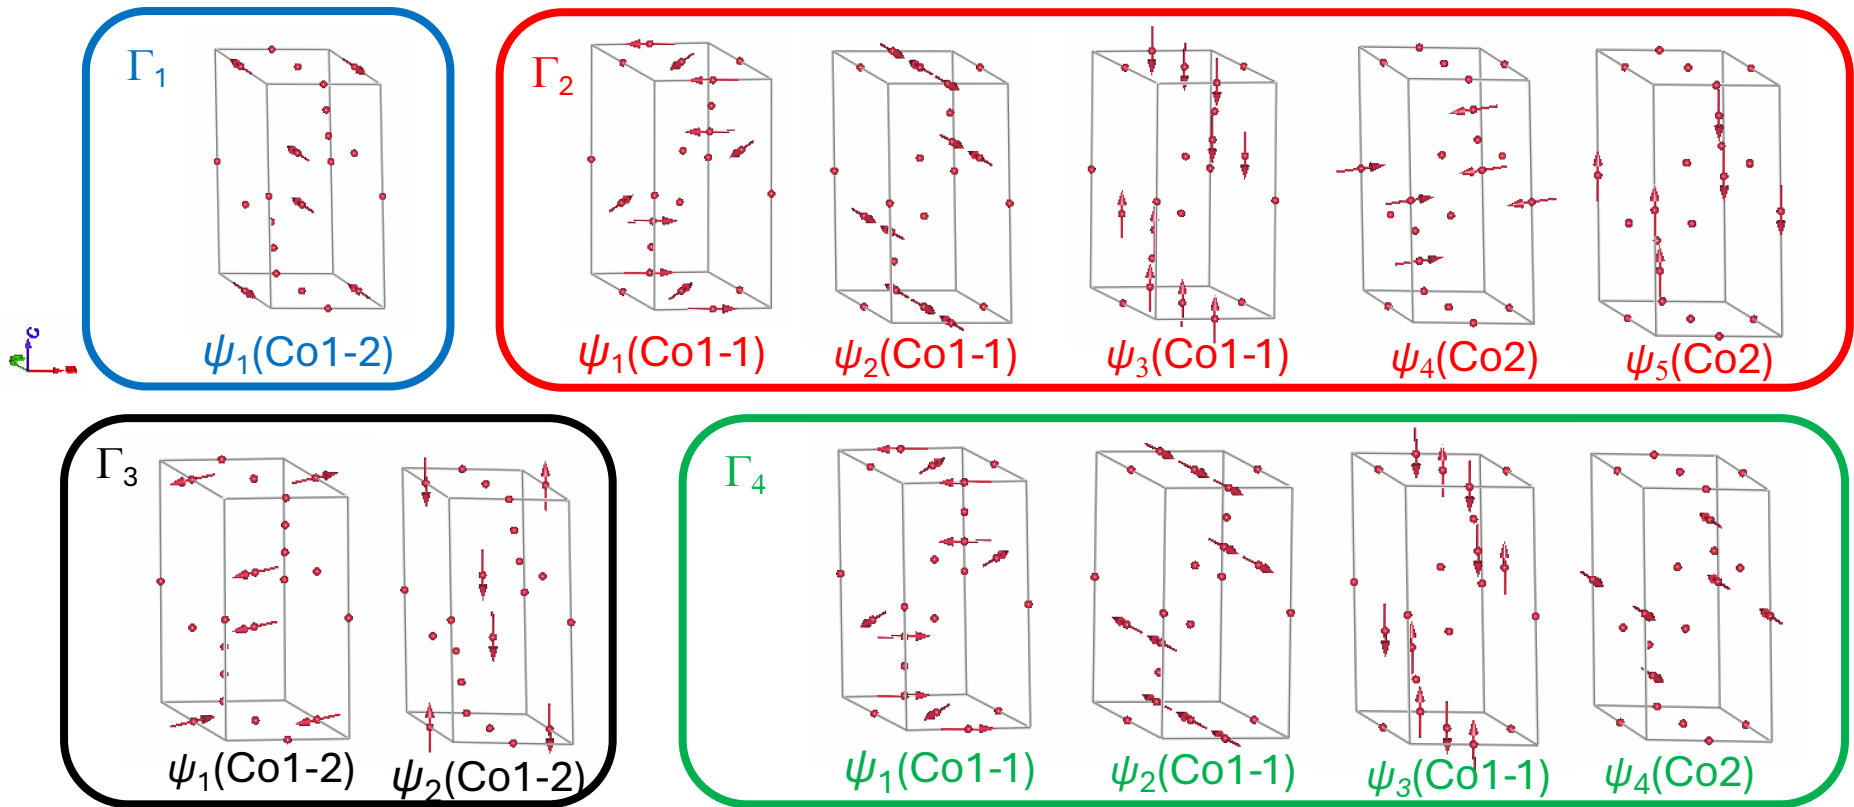 Γ₁
ψ₁(Co1-2)
Γ₂
ψ₁(Co1-1)
ψ₂(Co1-1)
ψ₃(Co1-1)
ψ₄(Co2)
ψ₅(Co2)
c
Γ₃
ψ₁(Co1-2)
ψ₂(Co1-2)
Γ₄
ψ₁(Co1-1)
ψ₂(Co1-1)
ψ₃(Co1-1)
ψ₄(Co2)